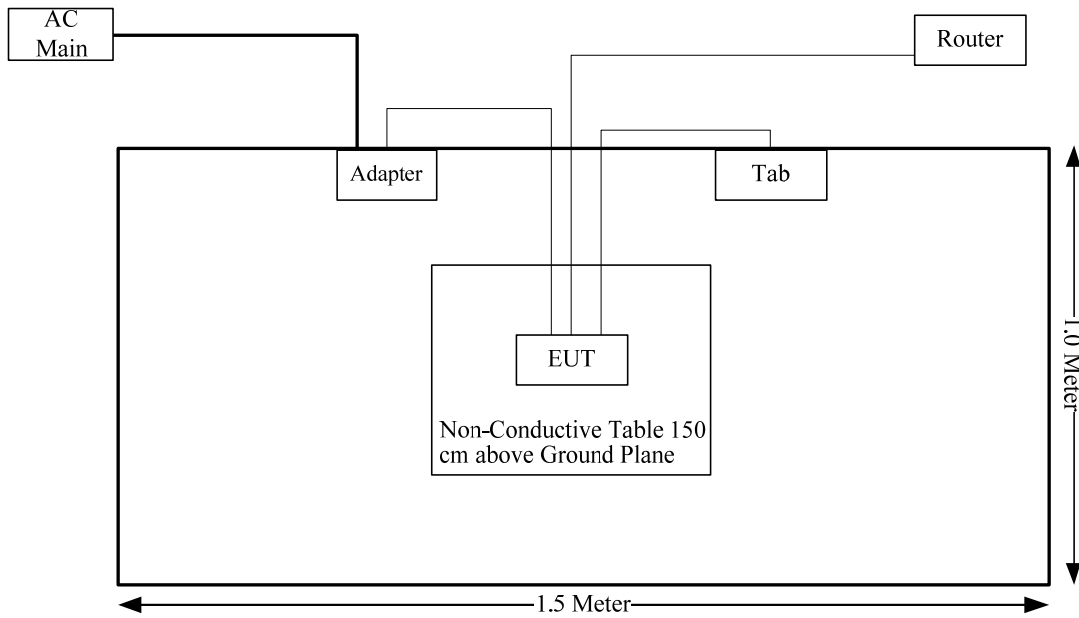 AC
Main
Router
Adapter
Tab
EUT
Non-Conductive Table 150
cm above Ground Plane
1.0 Meter
1.5 Meter